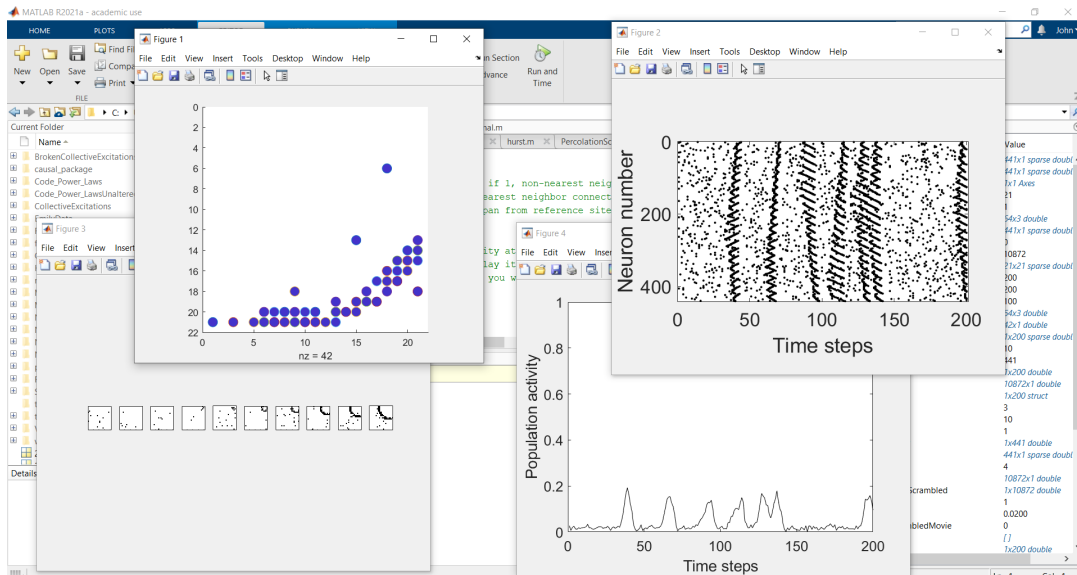 MATLAB R2021a - academic use
HOME
PLOTS
John
New
Open
Save
Find Fil
Compa
Print
FILE
n Section
dvance
Run and
Time
C:
Current Folder
Name
BrokenCollectiveExcitation
causal_package
Code_Power_Laws
Code_Power_LawsUnaltere
CollectiveExcitations
Details
nal.m
hurst.m
PercolationSc
if 1, non-nearest neig
earest neighbor connect
pan from reference site
ity at
lay it
you w
Figure 1
File Edit View Insert Tools Desktop Window Help
0
2
4
6
8
10
12
14
16
18
20
22
0 5 10 15 20
nz = 42
Figure 2
File Edit View Insert Tools Desktop Window Help
Neuron number
0
200
400
0 50 100 150 200
Time steps
Figure 3
File Edit View Insert
Figure 4
File Edit View Inser
Population activity
1
0.8
0.6
0.4
0.2
0
0 50 100 150 200
Time steps
Value
441x1 sparse doubl
441x1 sparse doubl
1x1 Axes
21
64x3 double
441x1 sparse doubl
10872
21x21 sparse doubl
200
200
100
64x3 double
42x1 double
1x200 sparse doubl
10
441
1x200 double
10872x1 double
1x200 struct
3
10
1
1x441 double
441x1 sparse doubl
4
10872x1 double
Scrambled
1x10872 double
1
0.0200
bledMovie
0
[ ]
1x200 double